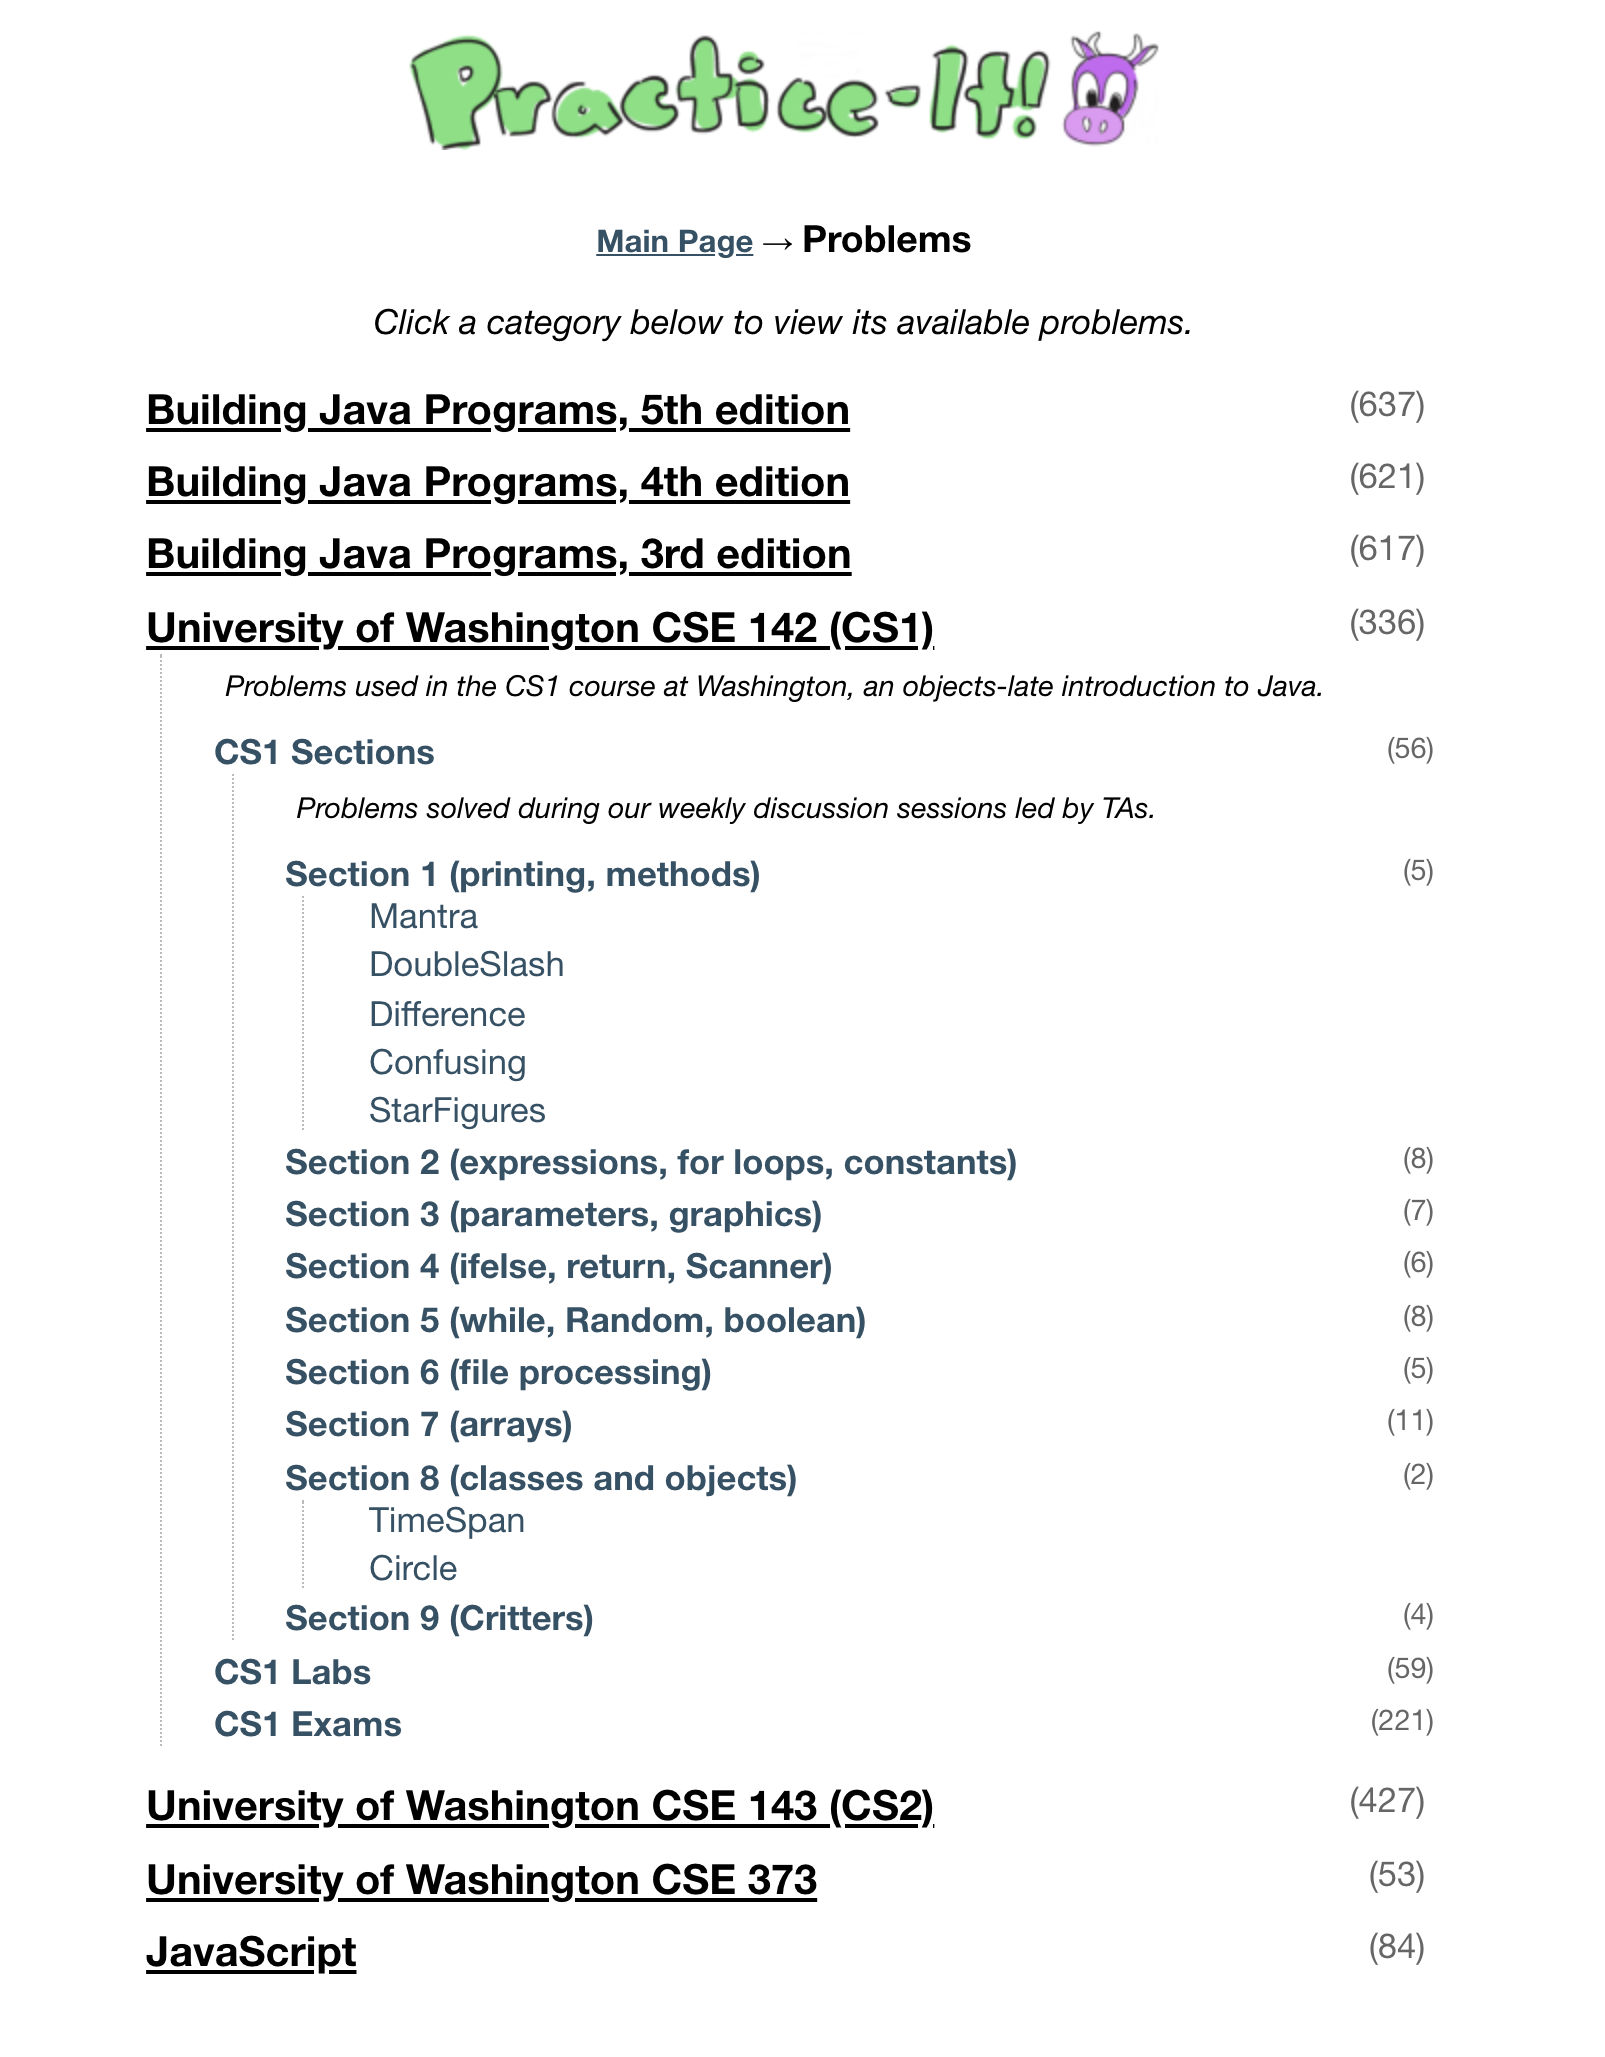 Practice-It!
Main Page → Problems
Click a category below to view its available problems.
Building Java Programs, 5th edition (637)
Building Java Programs, 4th edition (621)
Building Java Programs, 3rd edition (617)
University of Washington CSE 142 (CS1) (336)
Problems used in the CS1 course at Washington, an objects-late introduction to Java.
CS1 Sections (56)
Problems solved during our weekly discussion sessions led by TAs.
Section 1 (printing, methods) (5)
Mantra
DoubleSlash
Difference
Confusing
StarFigures
Section 2 (expressions, for loops, constants) (8)
Section 3 (parameters, graphics) (7)
Section 4 (ifelse, return, Scanner) (6)
Section 5 (while, Random, boolean) (8)
Section 6 (file processing) (5)
Section 7 (arrays) (11)
Section 8 (classes and objects) (2)
TimeSpan
Circle
Section 9 (Critters) (4)
CS1 Labs (59)
CS1 Exams (221)
University of Washington CSE 143 (CS2) (427)
University of Washington CSE 373 (53)
JavaScript (84)